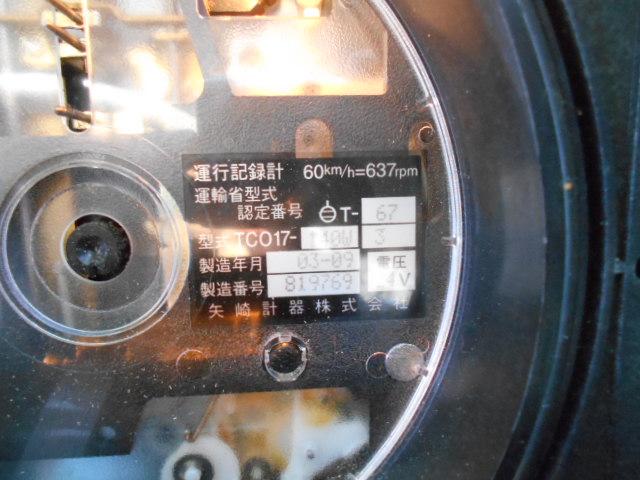 運行記録計 60km/h=637rpm
運輸省型式
認定番号 T- 67
型式 TCO17- 3
製造年月 03-09 電圧
製造番号 819769 4V
矢崎計器株式会社